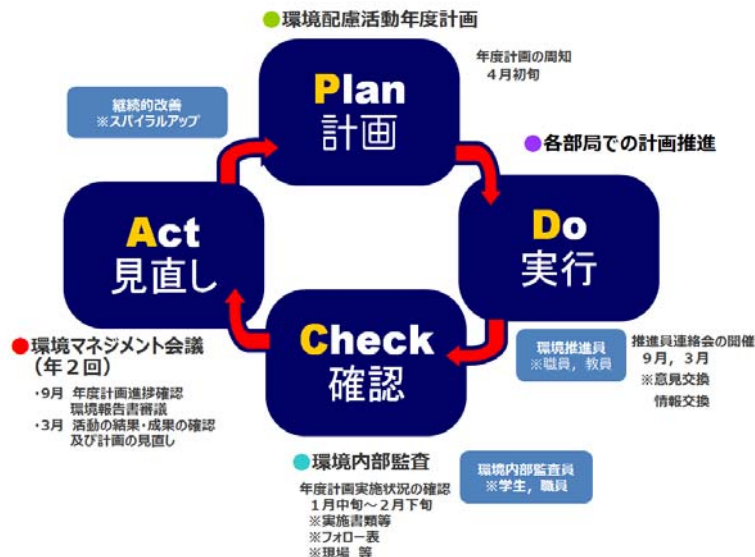 ●環境配慮活動年度計画
Plan
計画
年度計画の周知
4月初旬
継続的改善
※スパイラルアップ
●各部局での計画推進
Act
見直し
Do
実行
Check
確認
●環境マネジメント会議
(年2回)
・9月 年度計画進捗確認
環境報告書審議
・3月 活動の結果・成果の確認
及び計画の見直し
環境推進員
※職員，教員
推進員連絡会の開催
9月，3月
※意見交換
情報交換
●環境内部監査
年度計画実施状況の確認
1月中旬～2月下旬
※実施書類等
※フォロー表
※現場 等
環境内部監査員
※学生，職員